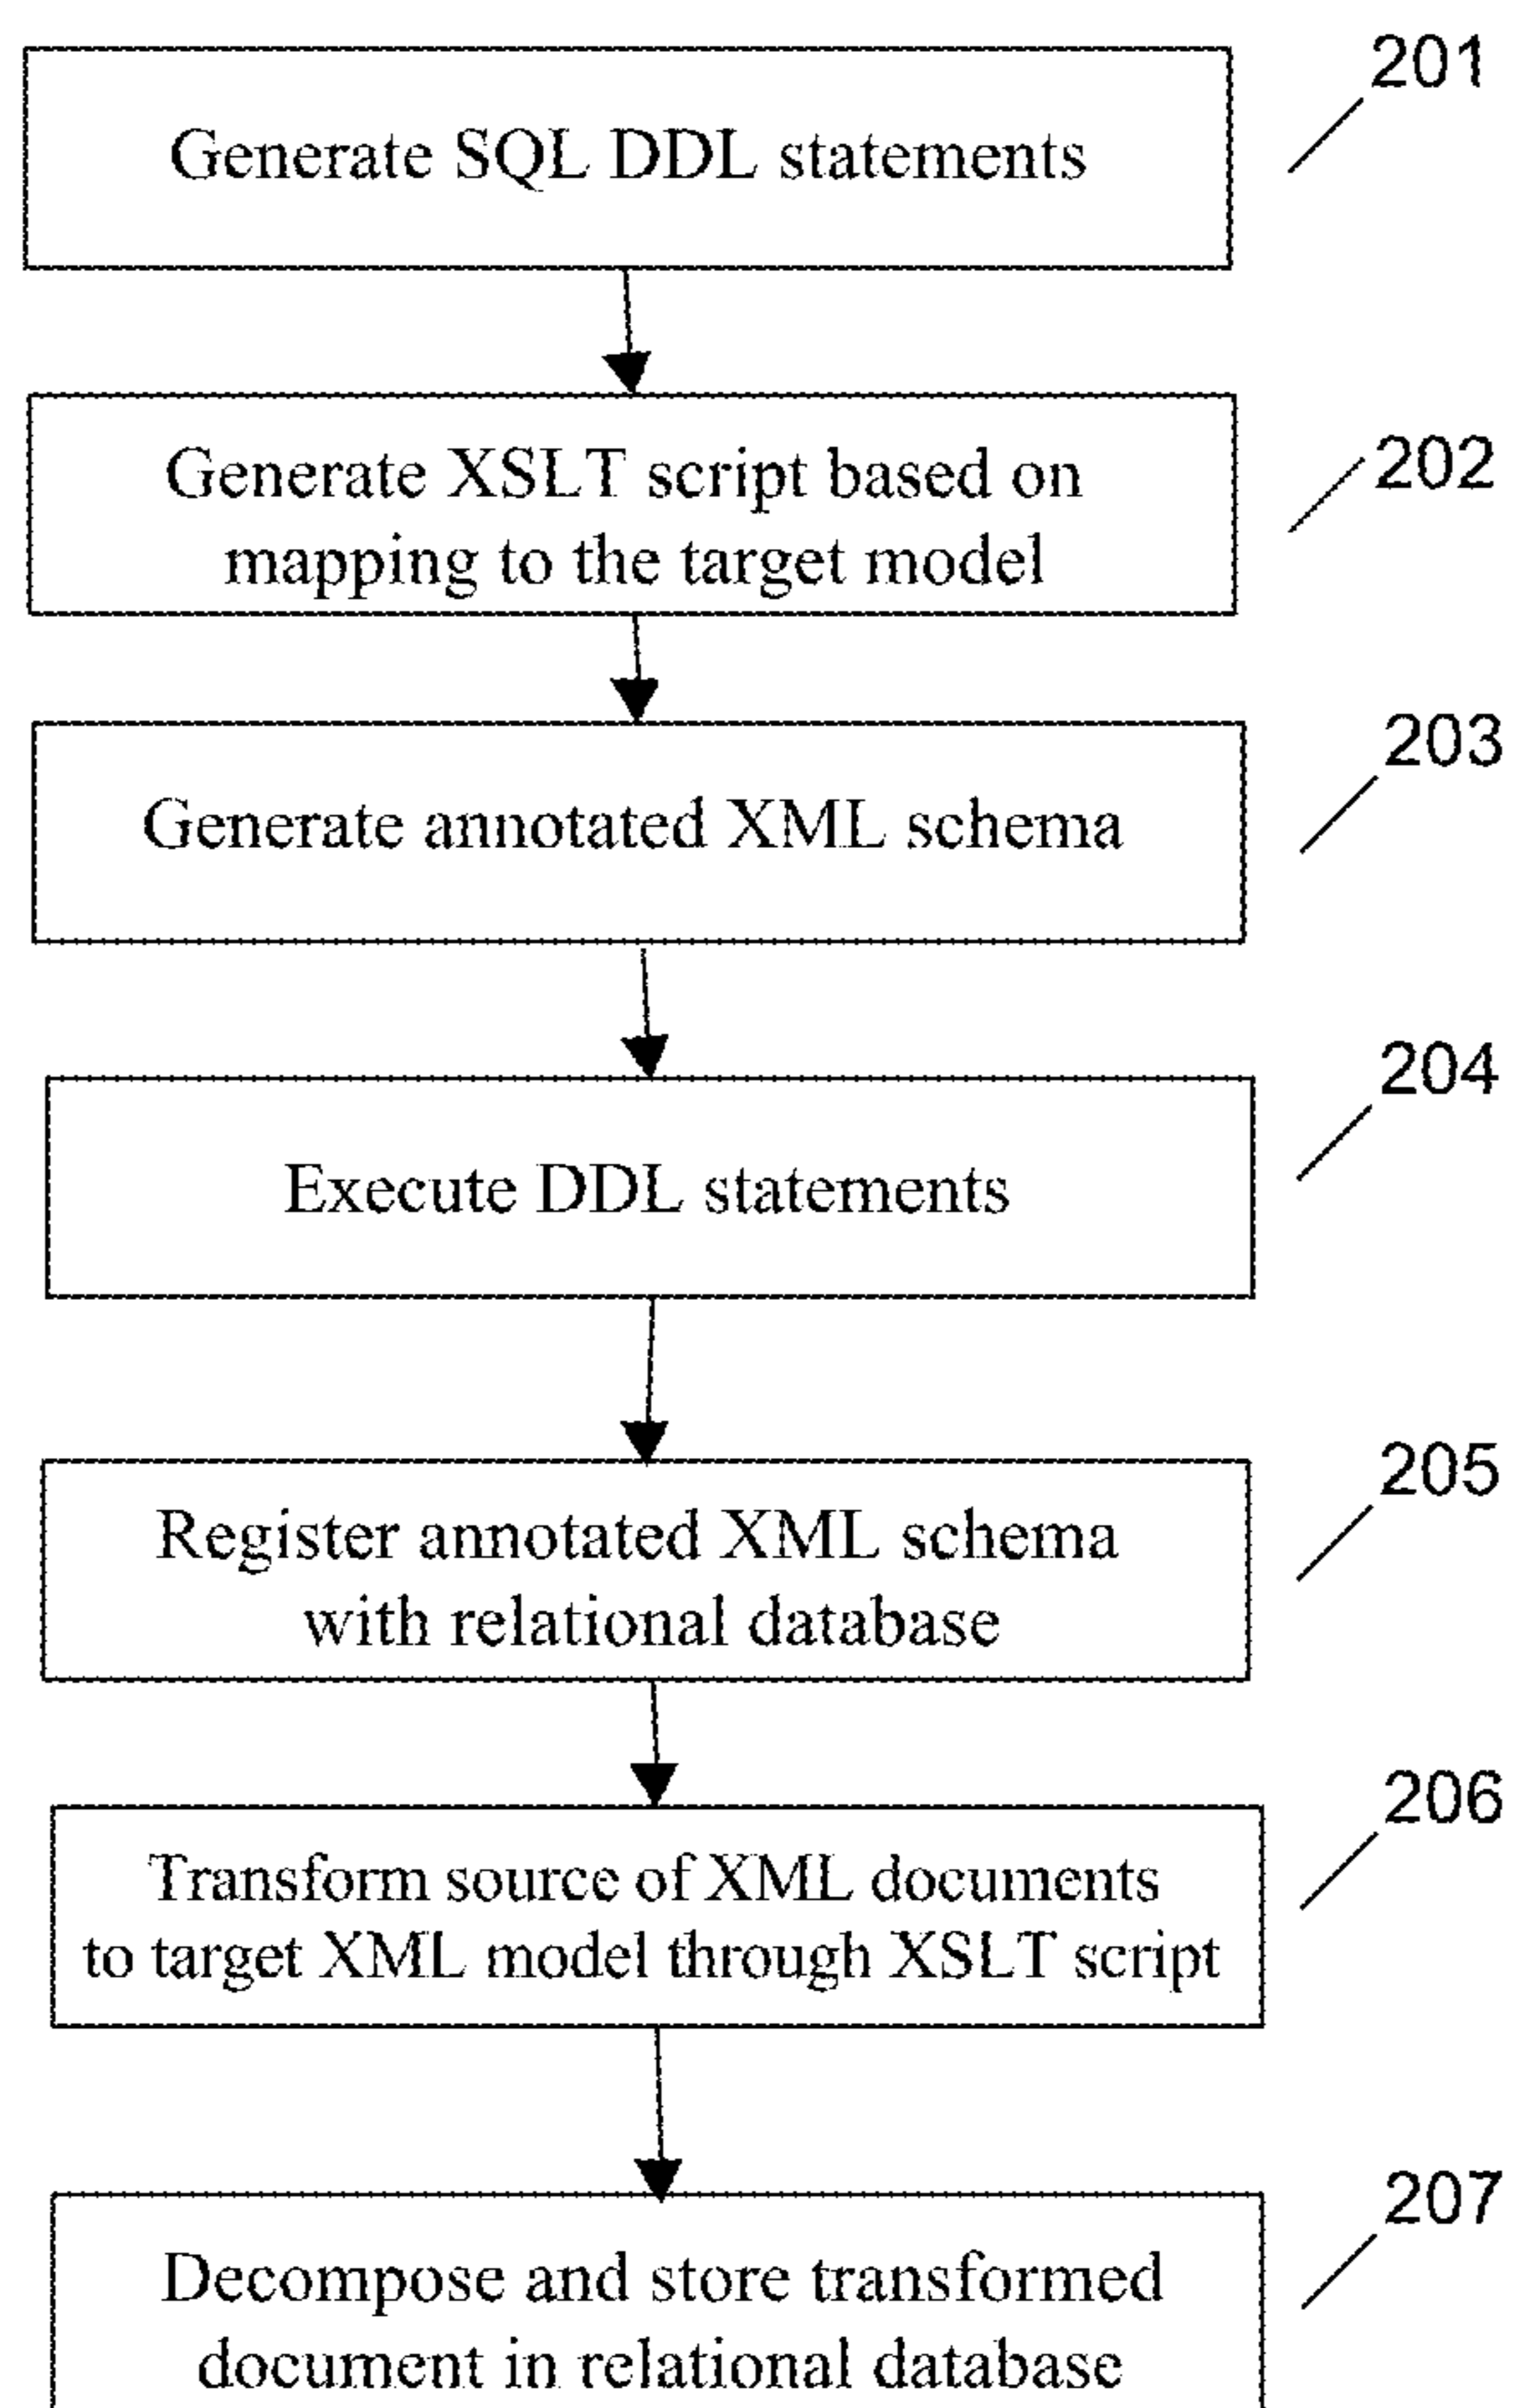 201
Generate SQL DDL statements
202
Generate XSLT script based on
mapping to the target model
203
Generate annotated XML schema
204
Execute DDL statements
205
Register annotated XML schema
with relational database
206
Transform source of XML documents
to target XML model through XSLT script
207
Decompose and store transformed
document in relational database